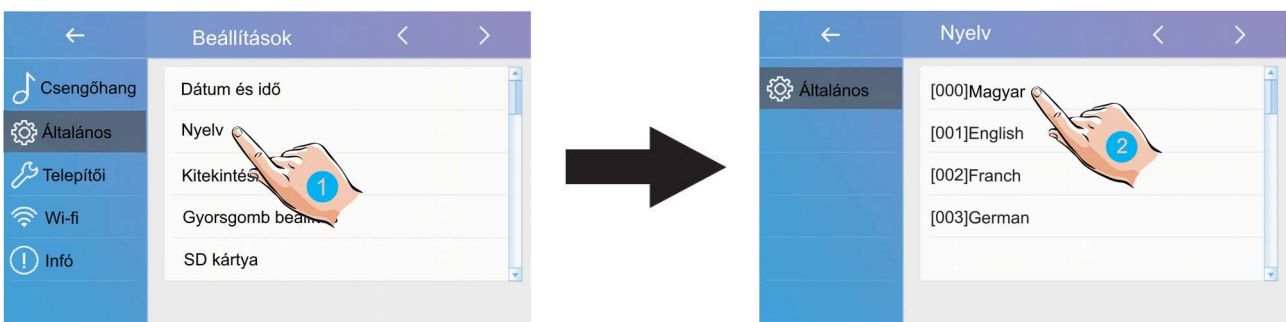 Beállítások
Csengőhang
Általános
Telepítői
Wi-fi
Infó
Dátum és idő
Nyelv
Kitekintés
1
Gyorsgomb
SD kártya
Nyelv
Általános
[000]Magyar
[001]English
2
[002]Franch
[003]German